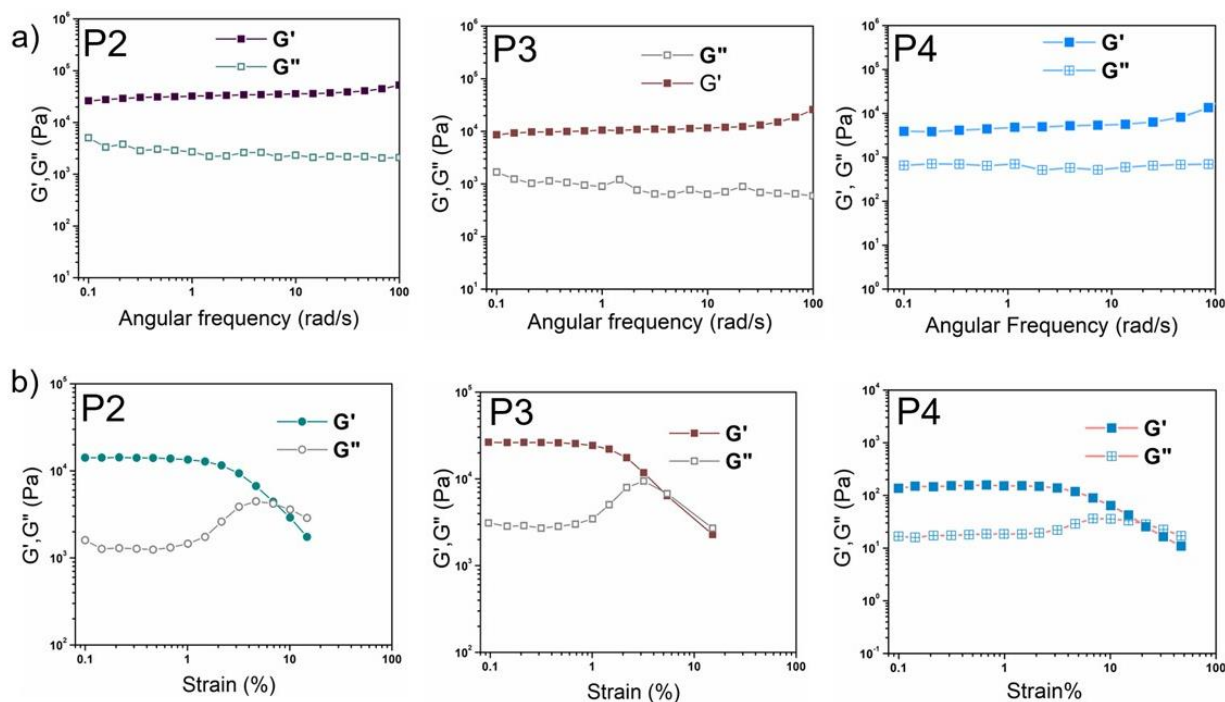 a)
P2
G'
G"
10⁶
10⁵
10⁴
10³
10²
10¹
G',G" (Pa)
0.1 1 10 100
Angular frequency (rad/s)
P3
G"
G'
10⁶
10⁵
10⁴
10³
10²
10¹
G',G" (Pa)
0.1 1 10 100
Angular frequency (rad/s)
P4
G'
G"
10⁶
10⁵
10⁴
10³
10²
10¹
10⁰
G', G" (Pa)
0.1 1 10 100
Angular Frequency (rad/s)
b)
P2
G'
G"
10⁵
10⁴
10³
10²
G',G" (Pa)
0.1 1 10 100
Strain (%)
P3
G'
G"
10⁵
10⁴
10³
10²
G',G" (Pa)
0.1 1 10 100
Strain (%)
P4
G'
G"
10⁴
10³
10²
10¹
10⁰
10⁻¹
G',G" (Pa)
0.1 1 10 100
Strain%